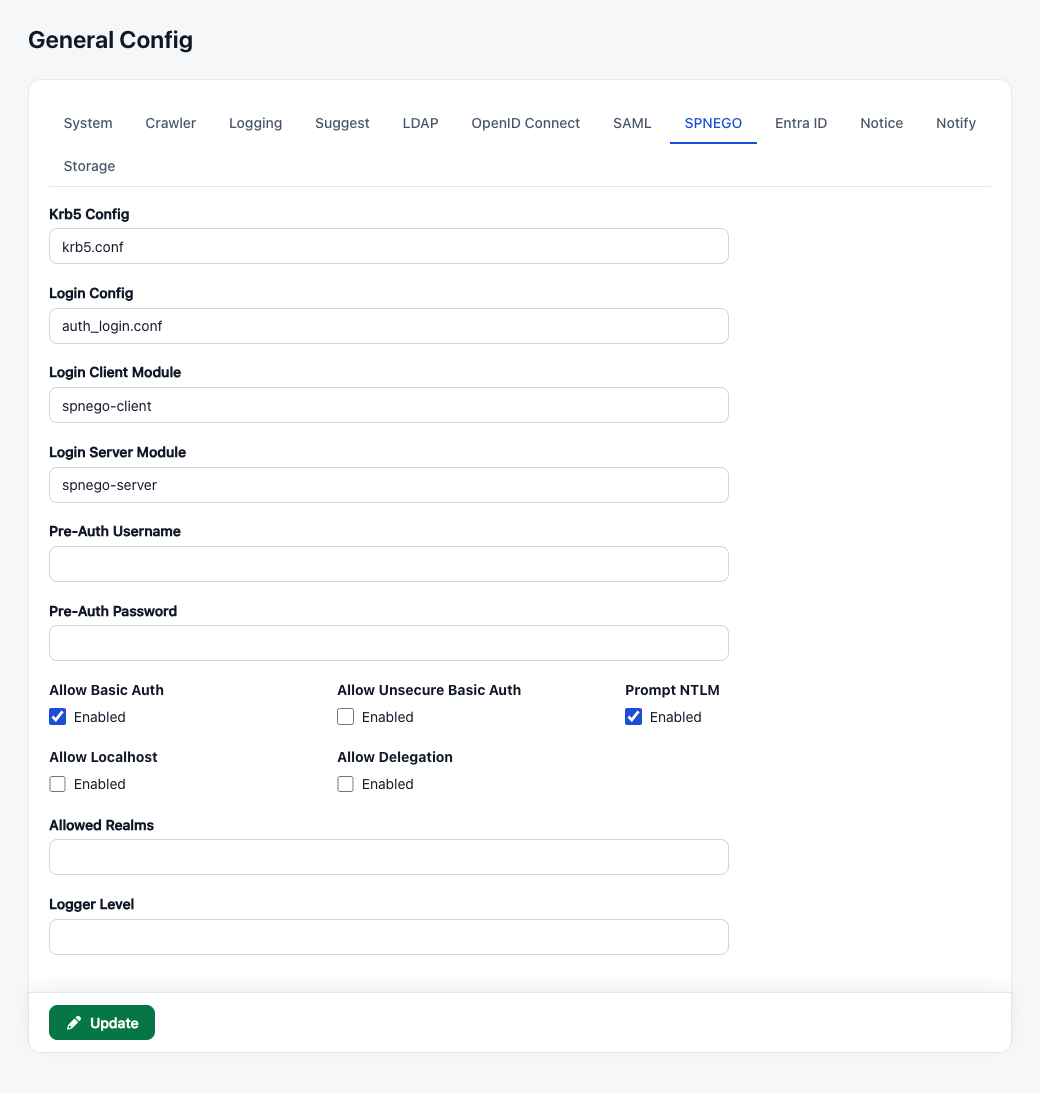 General Config
System Crawler Logging Suggest LDAP OpenID Connect SAML SPNEGO Entra ID Notice Notify
Storage
Krb5 Config
krb5.conf
Login Config
auth_login.conf
Login Client Module
spnego-client
Login Server Module
spnego-server
Pre-Auth Username
Pre-Auth Password
Allow Basic Auth Allow Unsecure Basic Auth Prompt NTLM
Enabled Enabled Enabled
Allow Localhost Allow Delegation
Enabled Enabled
Allowed Realms
Logger Level
Update